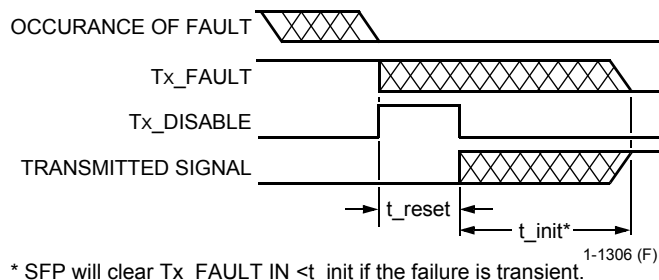 OCCURANCE OF FAULT
Tx_FAULT
Tx_DISABLE
TRANSMITTED SIGNAL
t_reset
t_init*
1-1306 (F)
* SFP will clear Tx_FAULT IN <t_init if the failure is transient.